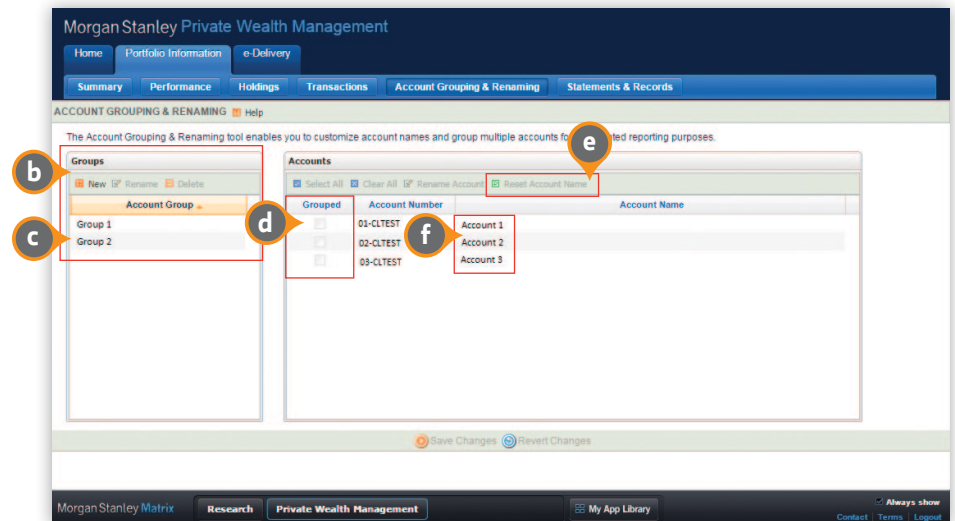 Morgan Stanley Private Wealth Management
Home Portfolio Information e-Delivery
Summary Performance Holdings Transactions Account Grouping & Renaming Statements & Records
ACCOUNT GROUPING & RENAMING Help
The Account Grouping & Renaming tool enables you to customize account names and group multiple accounts reporting purposes.
e
b
Groups
Accounts
New Rename Delete
Select All Clear All Rename Account Reset Account Name
Account Group
Grouped Account Number Account Name
d
c
f
Group 1
Group 2
01-CLTEST Account 1
02-CLTEST Account 2
03-CLTEST Account 3
Save Changes Revert Changes
Morgan Stanley Matrix Research Private Wealth Management My App Library
Always show
Contact Terms Logout